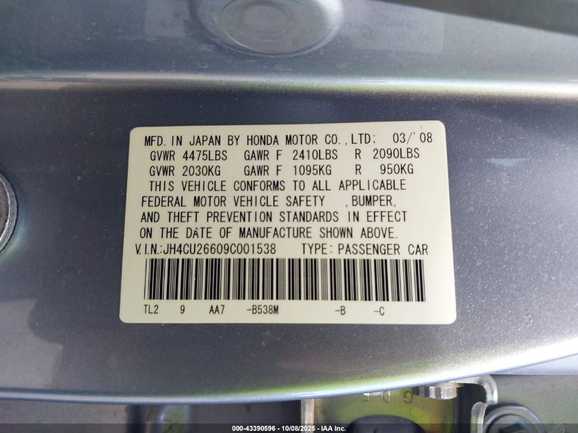 MFD. IN JAPAN BY HONDA MOTOR CO.,LTD: 03/'08
GVWR 4475LBS GAWR F 2410LBS R 2090LBS
GVWR 2030KG GAWR F 1095KG R 950KG
THIS VEHICLE CONFORMS TO ALL APPLICABLE
FEDERAL MOTOR VEHICLE SAFETY ,BUMPER,
AND THEFT PREVENTION STANDARDS IN EFFECT
ON THE DATE OF MANUFACTURE SHOWN ABOVE.
V.I.N:JH4CU26609C001538 TYPE: PASSENGER CAR
TL2 9 AA7 -B538M -B -C
000-43390596 - 10/08/2025 - IAA Inc.